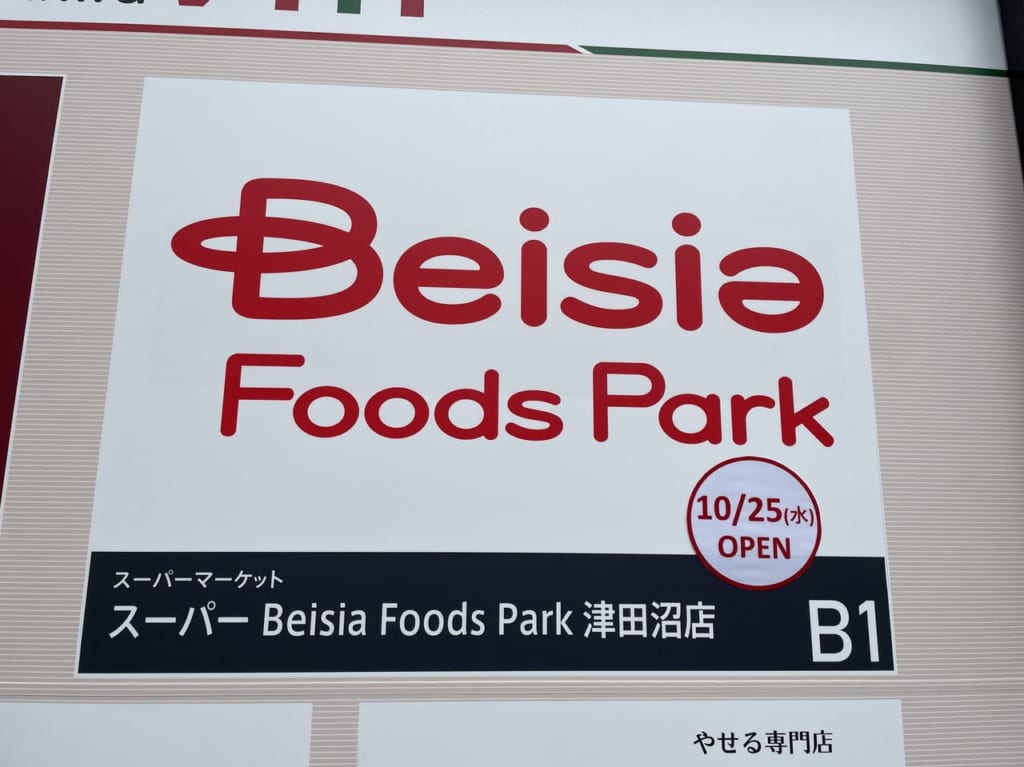 Beisia
Foods Park
10/25(水)
OPEN
スーパーマーケット
スーパー Beisia Foods Park 津田沼店
B1
やせる専門店